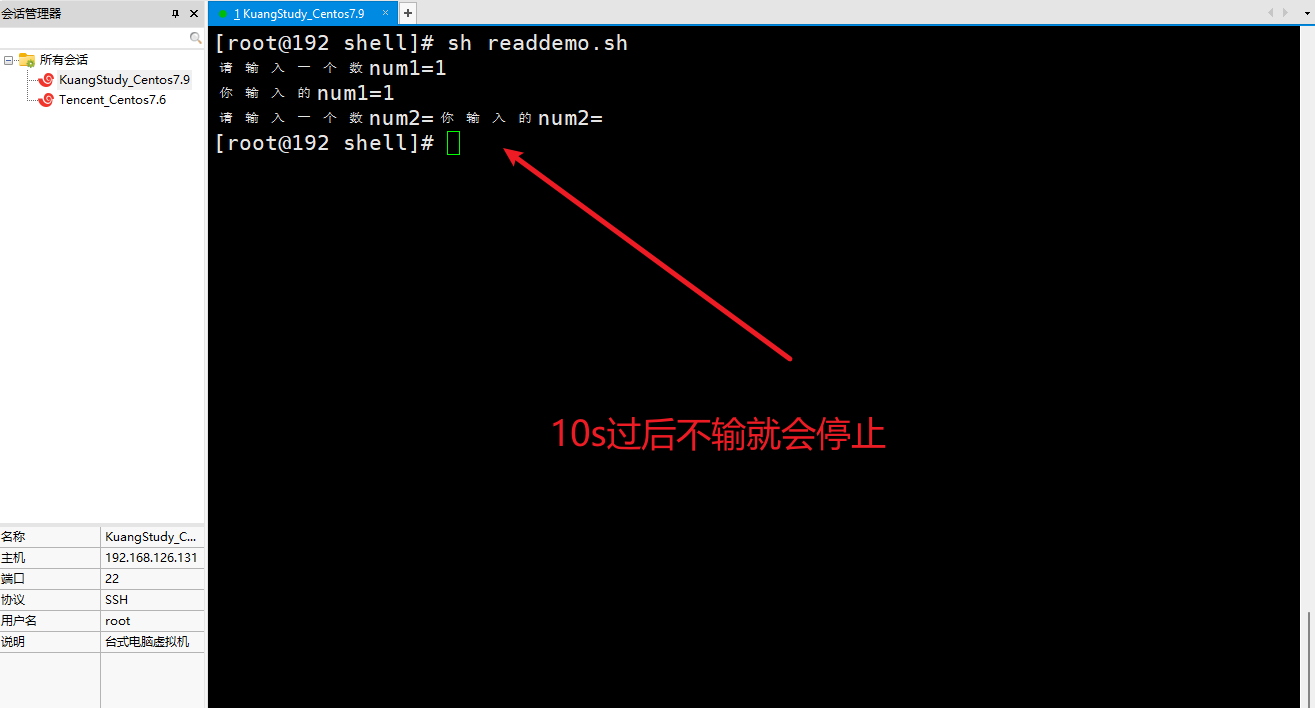 会话管理器
1 KuangStudy_Centos7.9
所有会话
KuangStudy_Centos7.9
Tencent_Centos7.6
[root@192 shell]# sh readdemo.sh
请输入一个数num1=1
你输入的num1=1
请输入一个数num2=你输入的num2=
[root@192 shell]#
10s过后不输就会停止
名称 KuangStudy_C...
主机 192.168.126.131
端口 22
协议 SSH
用户名 root
说明 台式电脑虚拟机